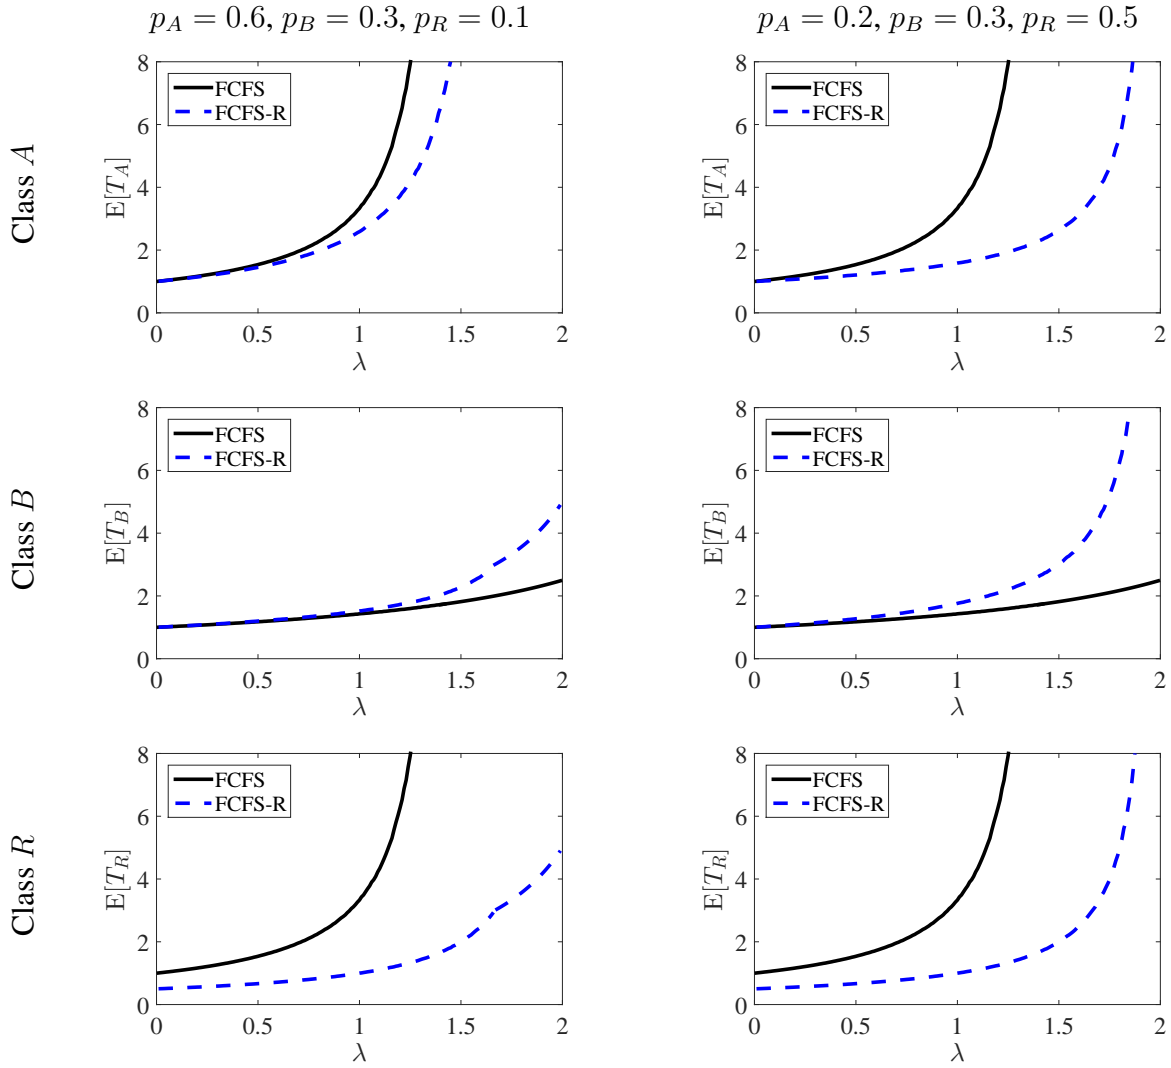 p_A = 0.6, p_B = 0.3, p_R = 0.1
p_A = 0.2, p_B = 0.3, p_R = 0.5
Class A
E[T_A]
8
6
4
2
0
FCFS
FCFS-R
0 0.5 1 1.5 2
λ
E[T_A]
8
6
4
2
0
FCFS
FCFS-R
0 0.5 1 1.5 2
λ
Class B
E[T_B]
8
6
4
2
0
FCFS
FCFS-R
0 0.5 1 1.5 2
λ
E[T_B]
8
6
4
2
0
FCFS
FCFS-R
0 0.5 1 1.5 2
λ
Class R
E[T_R]
8
6
4
2
0
FCFS
FCFS-R
0 0.5 1 1.5 2
λ
E[T_R]
8
6
4
2
0
FCFS
FCFS-R
0 0.5 1 1.5 2
λ